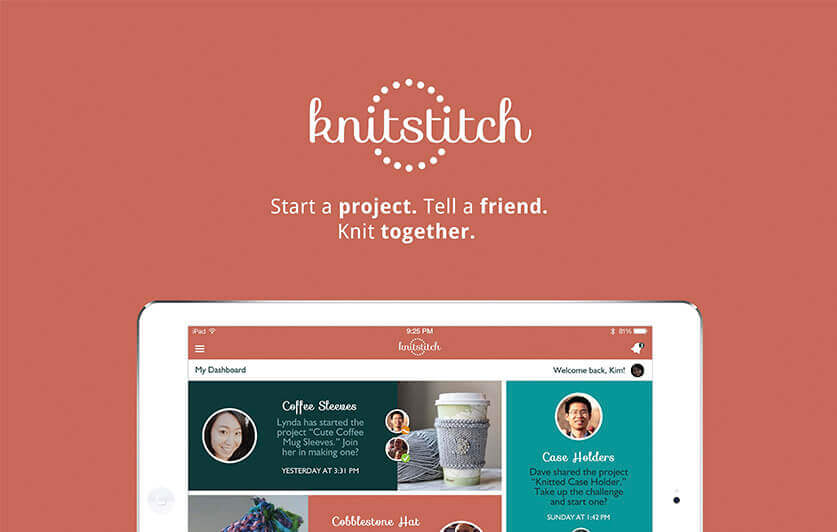 knitstitch
Start a project. Tell a friend.
Knit together.
iPad
9:25 PM
81%
knitstitch
My Dashboard
Welcome back, Kim!
Coffee Sleeves
Lynda has started the
project “Cute Coffee
Mug Sleeves.” Join
her in making one?
YESTERDAY AT 3:31 PM
Case Holders
Dave shared the project
“Knitted Case Holder.”
Take up the challenge
and start one?
SUNDAY AT 1:42 PM
Cobblestone Hat